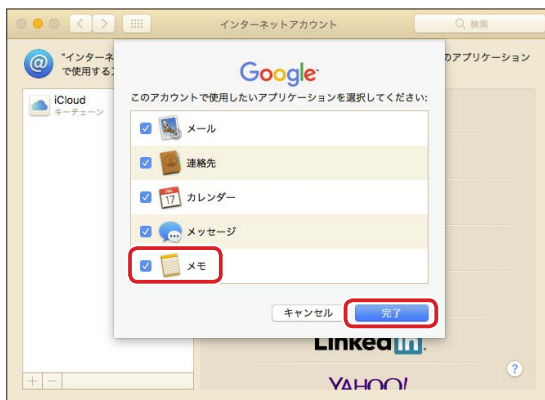 インターネットアカウント
検索
"インターネ
のアプリケーション
で使用する
iCloud
キーチェーン
Google
このアカウントで使用したいアプリケーションを選択してください:
メール
連絡先
17
カレンダー
メッセージ
メモ
キャンセル
完了
Linked in.
YAHOO!
?
+ −